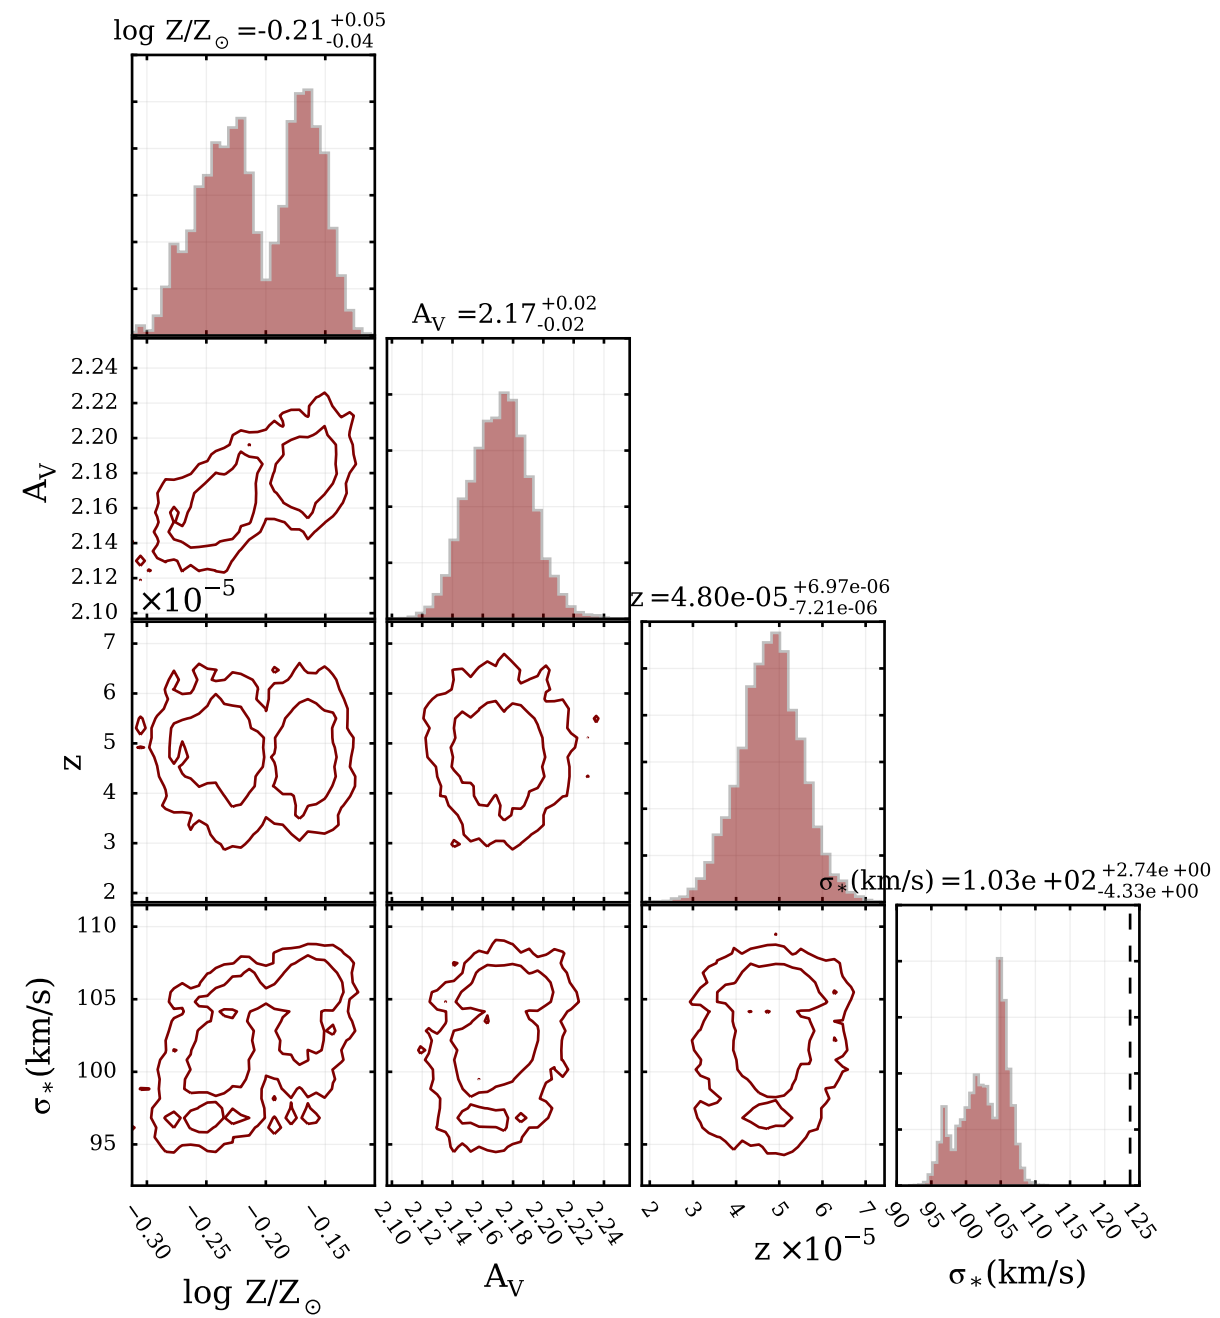 log Z/Z⊙ =-0.21 +0.05 -0.04
A_V =2.17 +0.02 -0.02
2.24
2.22
2.20
2.18
2.16
2.14
2.12
2.10
A_V
×10⁻⁵
z =4.80e-05 +6.97e-06 -7.21e-06
7
6
5
4
3
2
z
σ*(km/s) =1.03e +02 +2.74e +00 -4.33e +00
110
105
100
95
σ*(km/s)
−0.30 −0.25 −0.20 −0.15
2.10 2.12 2.14 2.16 2.18 2.20 2.22 2.24
2 3 4 5 6 7
90 95 100 105 110 115 120 125
log Z/Z⊙
A_V
z ×10⁻⁵
σ*(km/s)